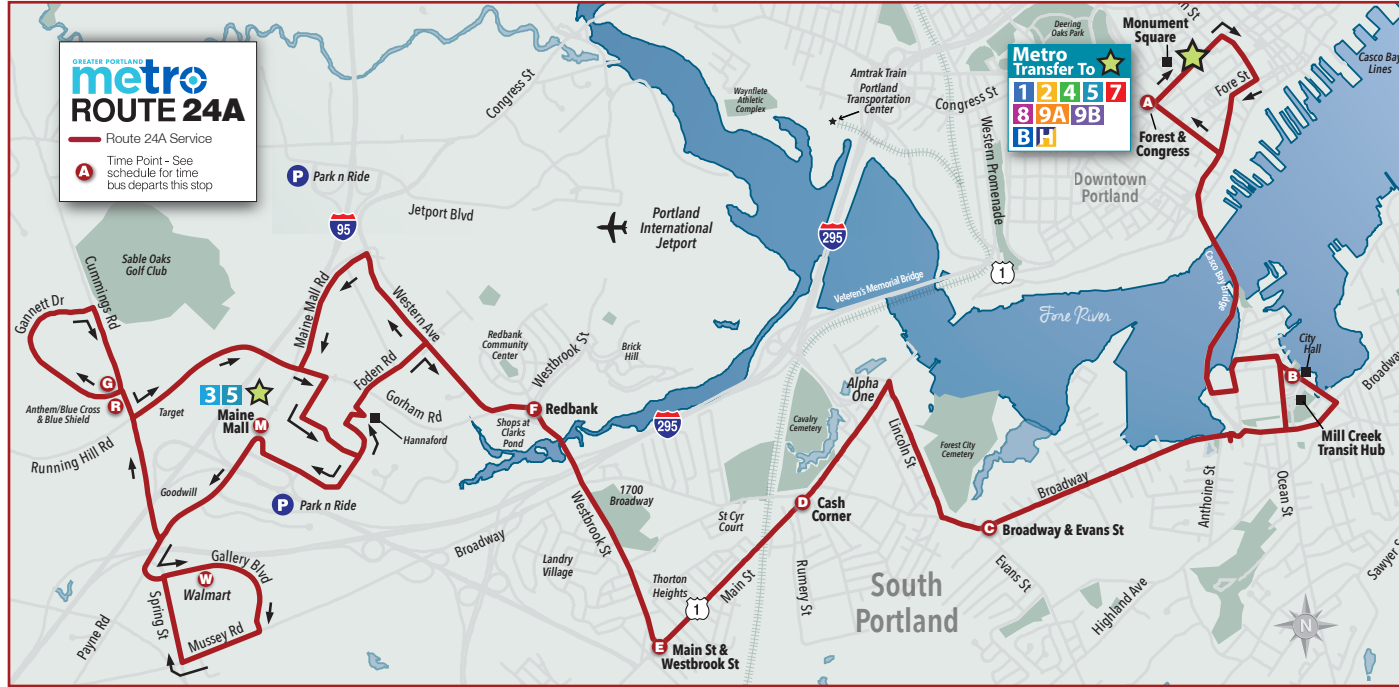 GREATER PORTLAND
metro
ROUTE 24A
Route 24A Service
A
Time Point - See
schedule for time
bus departs this stop
Metro
Transfer To
1 2 4 5 7
8 9A 9B
B H
Monument
Square
Deering
Oaks Park
Casco Bay
Lines
Fore St
A
Forest &
Congress
Downtown
Portland
Congress St
Congress St
Western Promenade
Amtrak Train
Portland
Transportation
Center
Waynflete
Athletic
Complex
P Park n Ride
Jetport Blvd
95
Portland
International
Jetport
295
1
Veteran's Memorial Bridge
Casco Bay Bridge
Fore River
Sable Oaks
Golf Club
Cummings Rd
Gannett Dr
Maine Mall Rd
Western Ave
Redbank
Community
Center
Westbrook St
Brick
Hill
Foden Rd
Gorham Rd
City
Hall
B
Broadway
Mill Creek
Transit Hub
G
R
Anthem/Blue Cross
& Blue Shield
Target
3 5
Maine
Mall
M
Hannaford
F Redbank
Shops at
Clarks
Pond
295
Alpha
One
Cavalry
Cemetery
Lincoln St
Forest City
Cemetery
Running Hill Rd
Goodwill
P Park n Ride
1700
Broadway
Westbrook St
St Cyr
Court
D
Cash
Corner
C Broadway & Evans St
Broadway
Anthoine St
Ocean St
Sawyer S
Broadway
Landry
Village
Thorton
Heights
Main St
1
Rumery St
South
Portland
Evans St
Highland Ave
Gallery Blvd
W
Walmart
Spring St
Mussey Rd
Payne Rd
E Main St &
Westbrook St
N